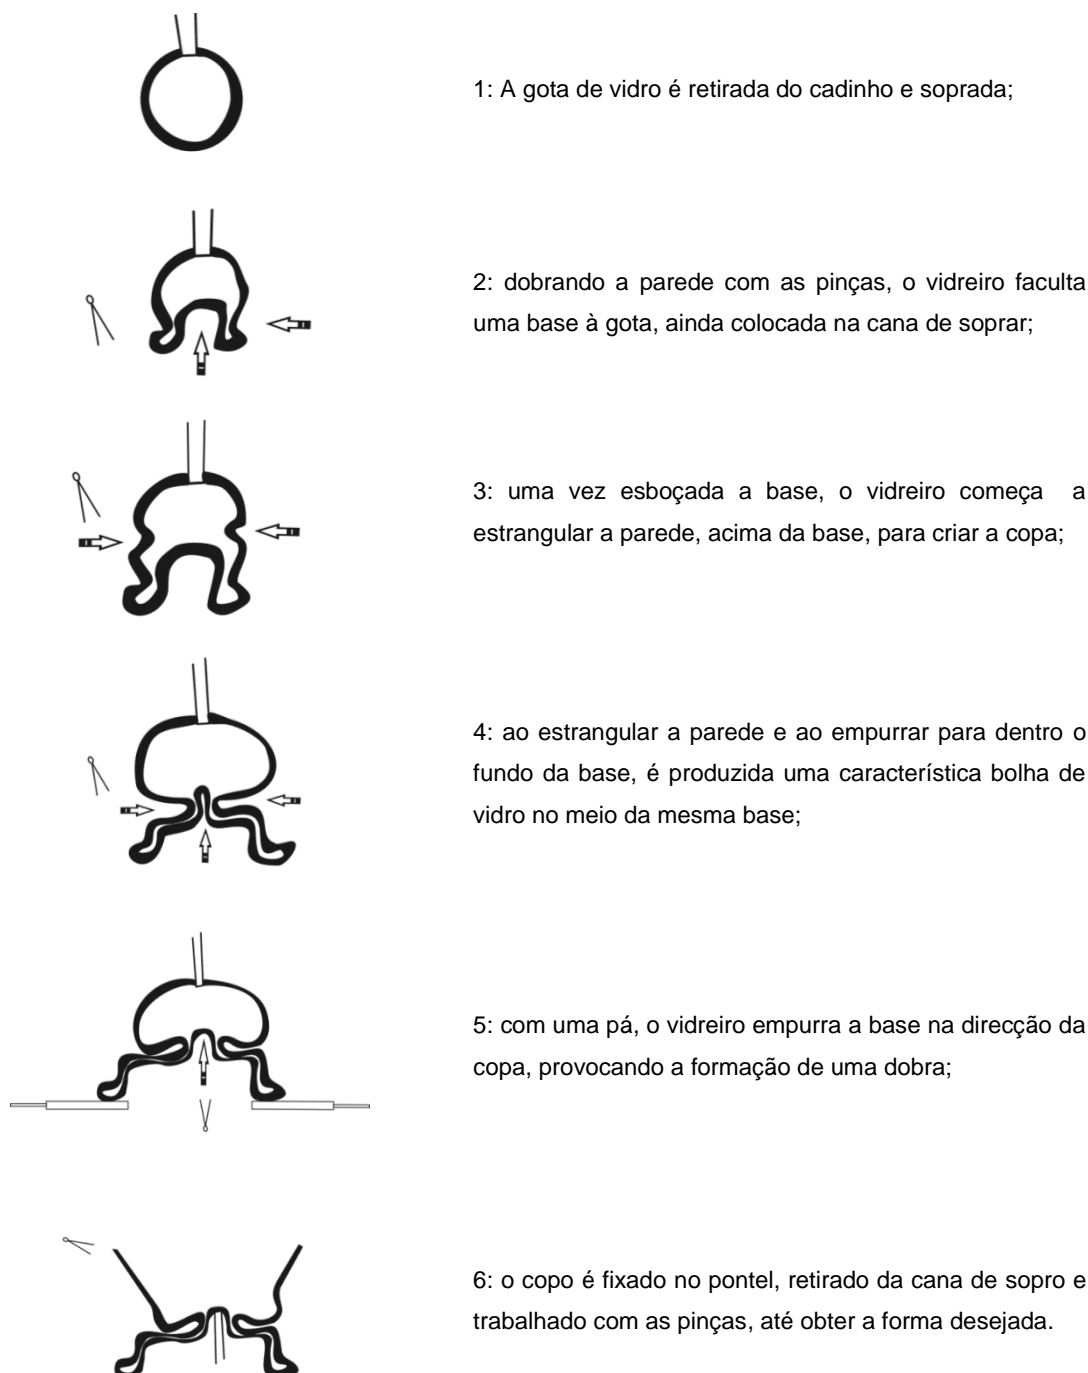 1: A gota de vidro é retirada do cadinho e soprada;
2: dobrando a parede com as pinças, o vidreiro faculta
uma base à gota, ainda colocada na cana de soprar;
3: uma vez esboçada a base, o vidreiro começa a
estrangular a parede, acima da base, para criar a copa;
4: ao estrangular a parede e ao empurrar para dentro o
fundo da base, é produzida uma característica bolha de
vidro no meio da mesma base;
5: com uma pá, o vidreiro empurra a base na direcção da
copa, provocando a formação de uma dobra;
6: o copo é fixado no pontel, retirado da cana de sopro e
trabalhado com as pinças, até obter a forma desejada.